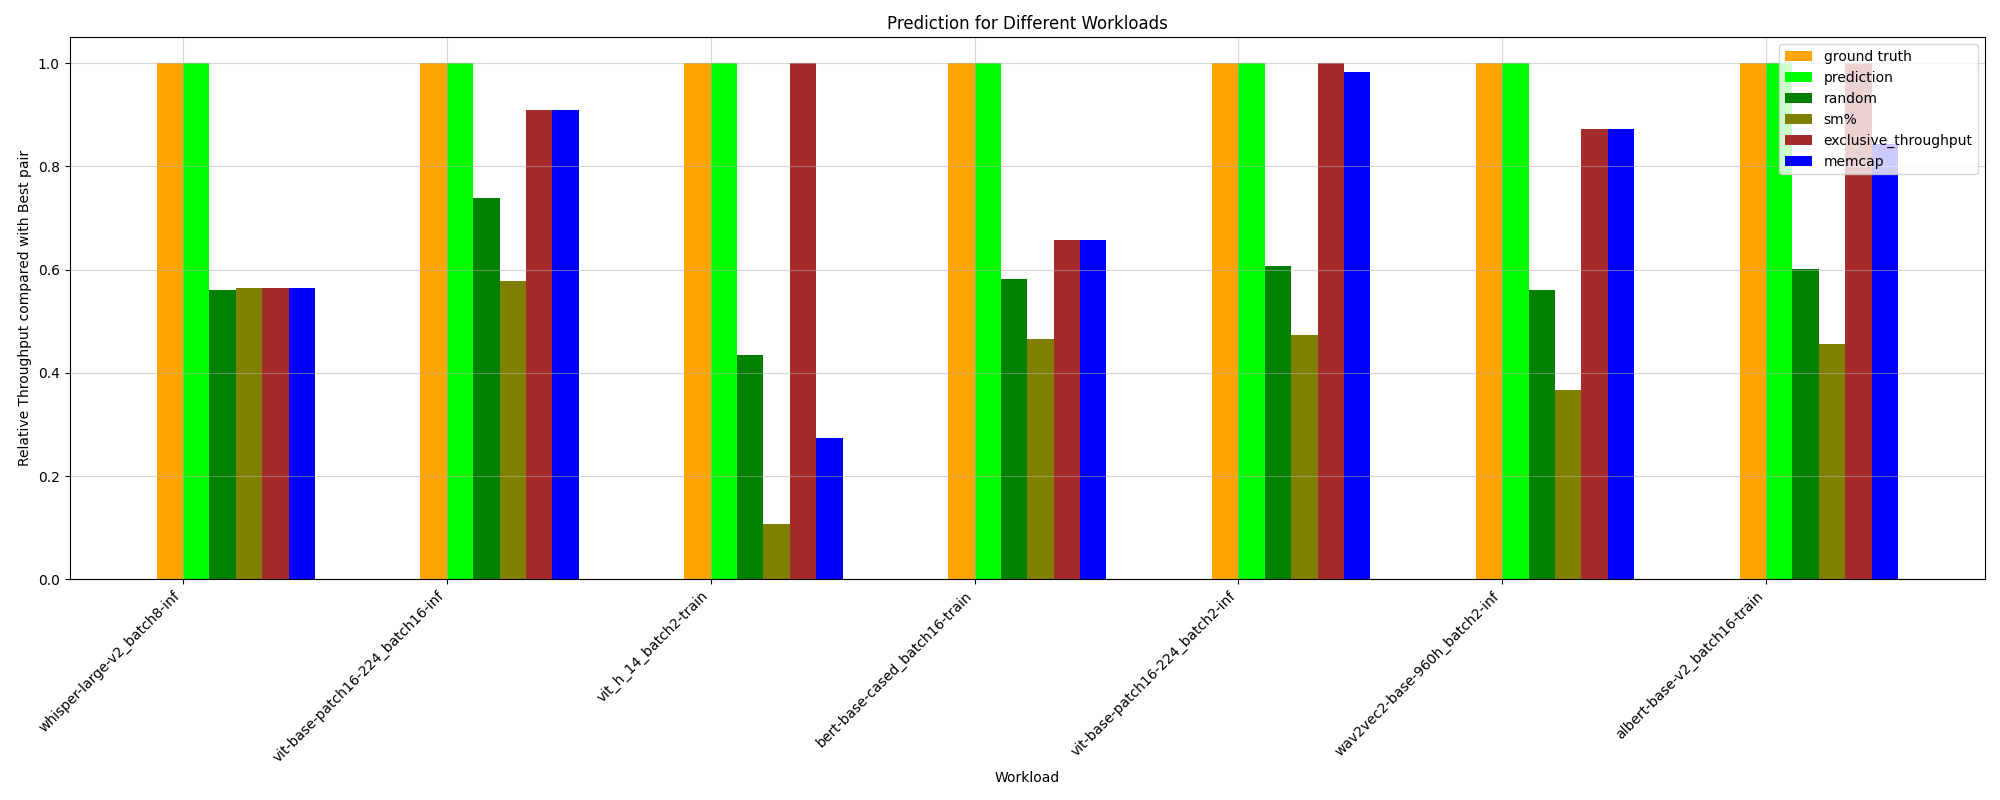 Prediction for Different Workloads
Relative Throughput compared with Best pair
1.0
0.8
0.6
0.4
0.2
0.0
ground truth
prediction
random
sm%
exclusive_throughput
memcap
whisper-large-v2_batch8-inf
vit-base-patch16-224_batch16-inf
vit_h_14_batch2-train
bert-base-cased_batch16-train
vit-base-patch16-224_batch2-inf
wav2vec2-base-960h_batch2-inf
albert-base-v2_batch16-train
Workload